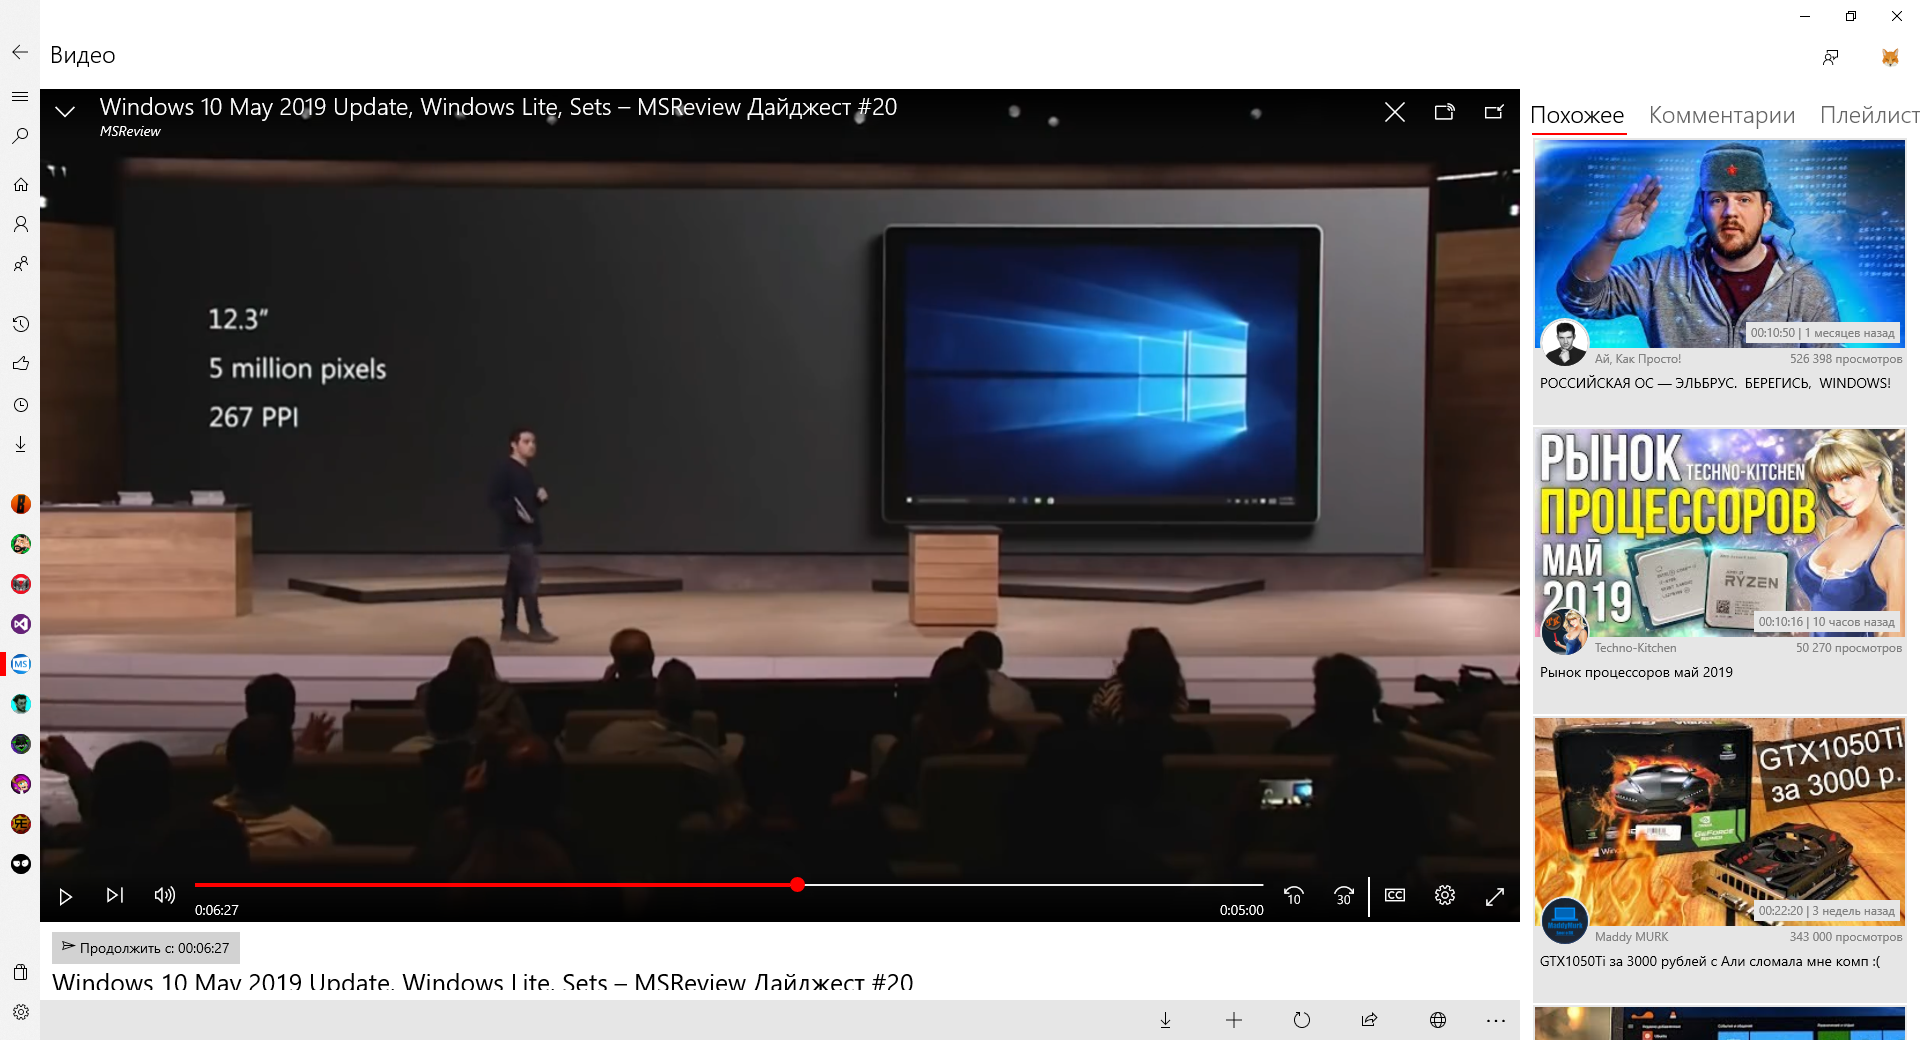 Видео
Windows 10 May 2019 Update, Windows Lite, Sets – MSReview Дайджест #20
MSReview
12.3"
5 million pixels
267 PPI
MS
0:06:27
0:05:00
10
30
CC
Продолжить с: 00:06:27
Windows 10 May 2019 Update, Windows Lite, Sets – MSReview Дайджест #20
Похожее Комментарии Плейлист
00:10:50 | 1 месяцев назад
Ай, Как Просто!
526 398 просмотров
РОССИЙСКАЯ ОС — ЭЛЬБРУС. БЕРЕГИСЬ, WINDOWS!
РЫНОК
TECHNO-KITCHEN
ПРОЦЕССОРОВ
МАЙ
2019
RYZEN
00:10:16 | 10 часов назад
Techno-Kitchen
50 270 просмотров
Рынок процессоров май 2019
GTX1050Ti
за 3000 р.
GEFORCE
00:22:20 | 3 недель назад
Maddy MURK
343 000 просмотров
GTX1050Ti за 3000 рублей с Али сломала мне комп :(